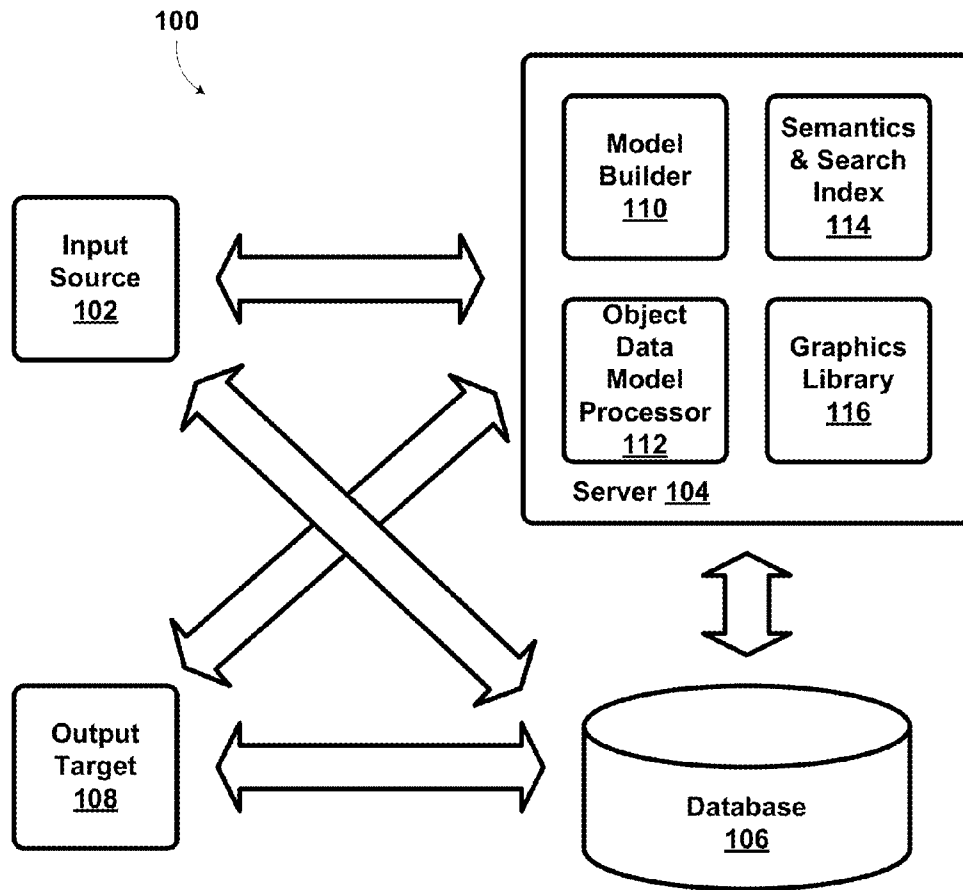 100
Input
Source
102
Model
Builder
110
Semantics
& Search
Index
114
Object
Data
Model
Processor
112
Graphics
Library
116
Server 104
Output
Target
108
Database
106